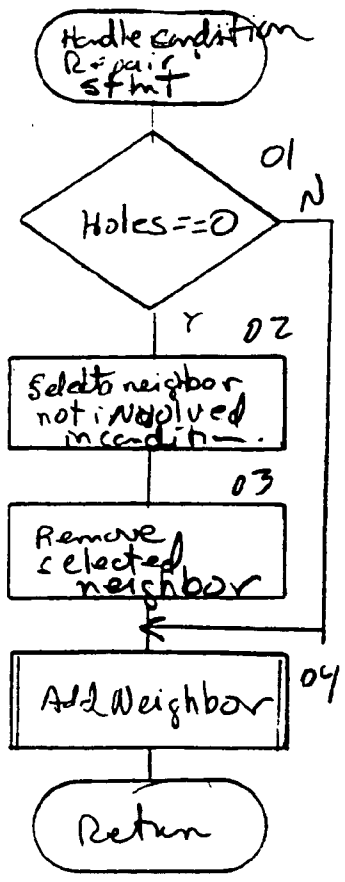 Handle condition
Repair
stmt
01
Holes==0
N
Y
02
Select a neighbor
not involved
in condition.
03
Remove
selected
neighbor
04
Add Neighbor
Return